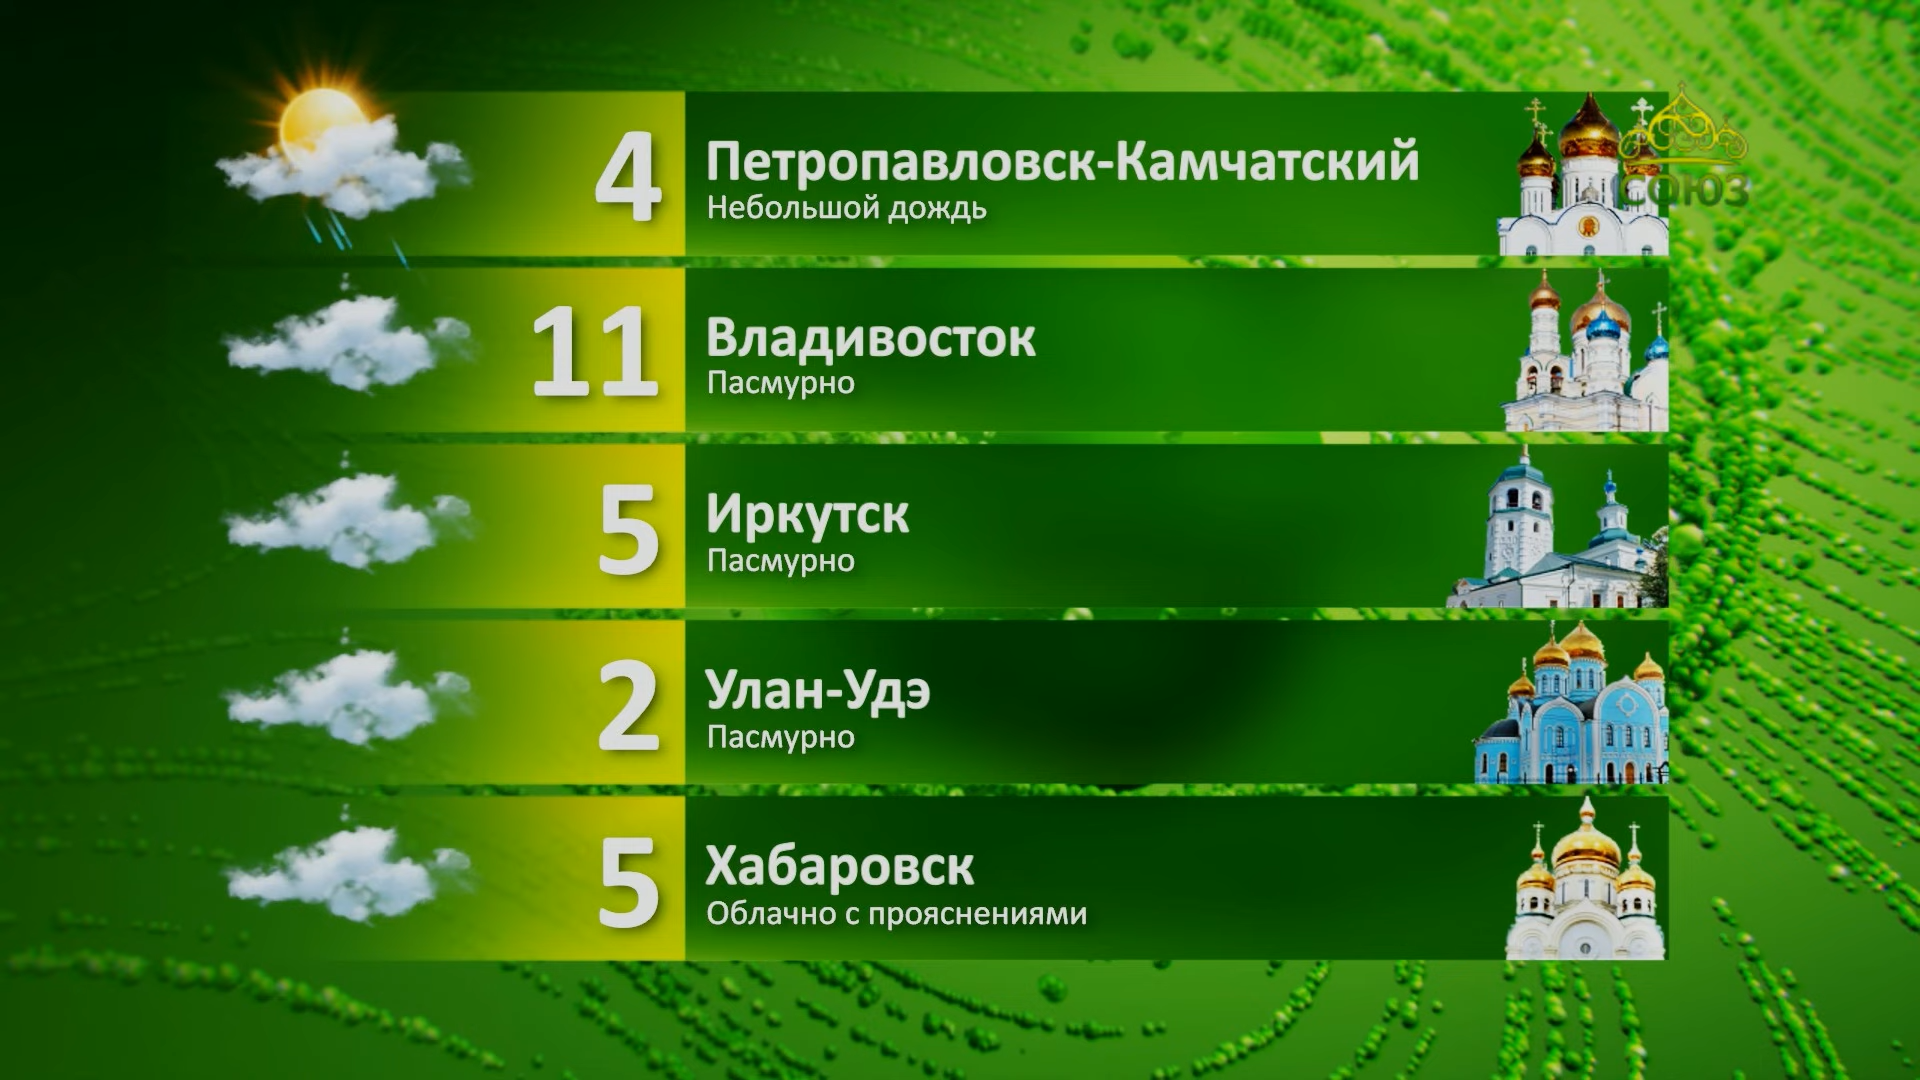 4
Петропавловск-Камчатский
Небольшой дождь
СОЮЗ
11
Владивосток
Пасмурно
5
Иркутск
Пасмурно
2
Улан-Удэ
Пасмурно
5
Хабаровск
Облачно с прояснениями